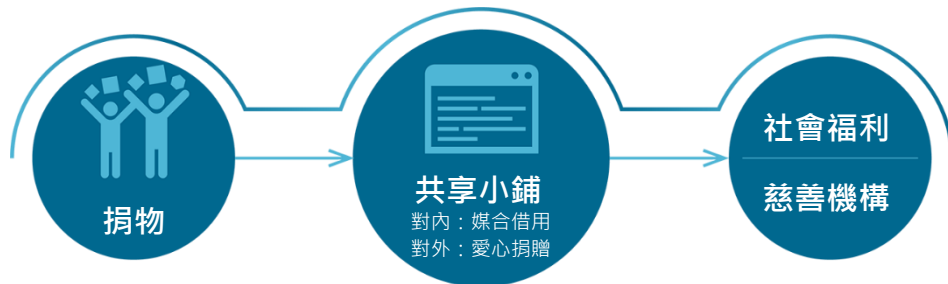 捐物
共享小鋪
對內：媒合借用
對外：愛心捐贈
社會福利
慈善機構